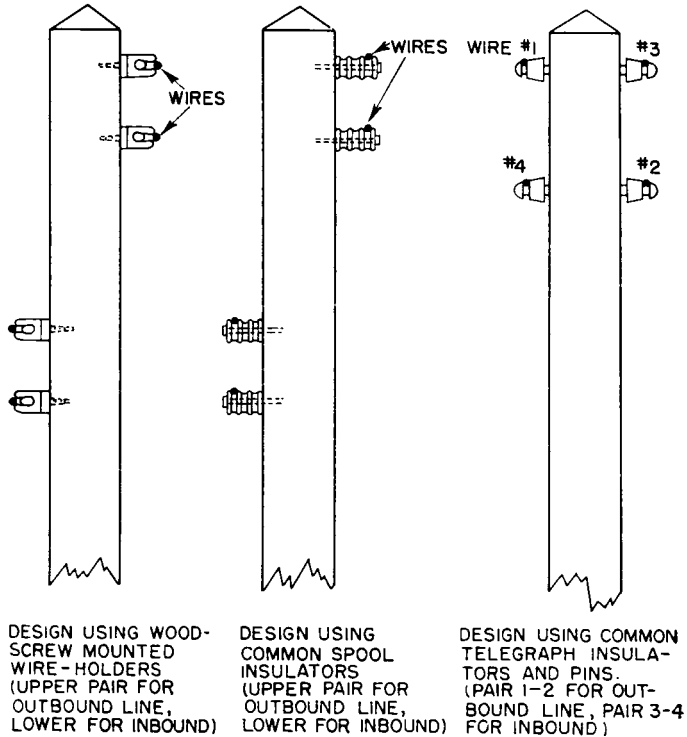 WIRES
WIRES
WIRE #1
#3
#4
#2
DESIGN USING WOOD-
SCREW MOUNTED
WIRE-HOLDERS
(UPPER PAIR FOR
OUTBOUND LINE,
LOWER FOR INBOUND)
DESIGN USING
COMMON SPOOL
INSULATORS
(UPPER PAIR FOR
OUTBOUND LINE,
LOWER FOR INBOUND)
DESIGN USING COMMON
TELEGRAPH INSULA-
TORS AND PINS.
(PAIR 1-2 FOR OUT-
BOUND LINE, PAIR 3-4
FOR INBOUND)